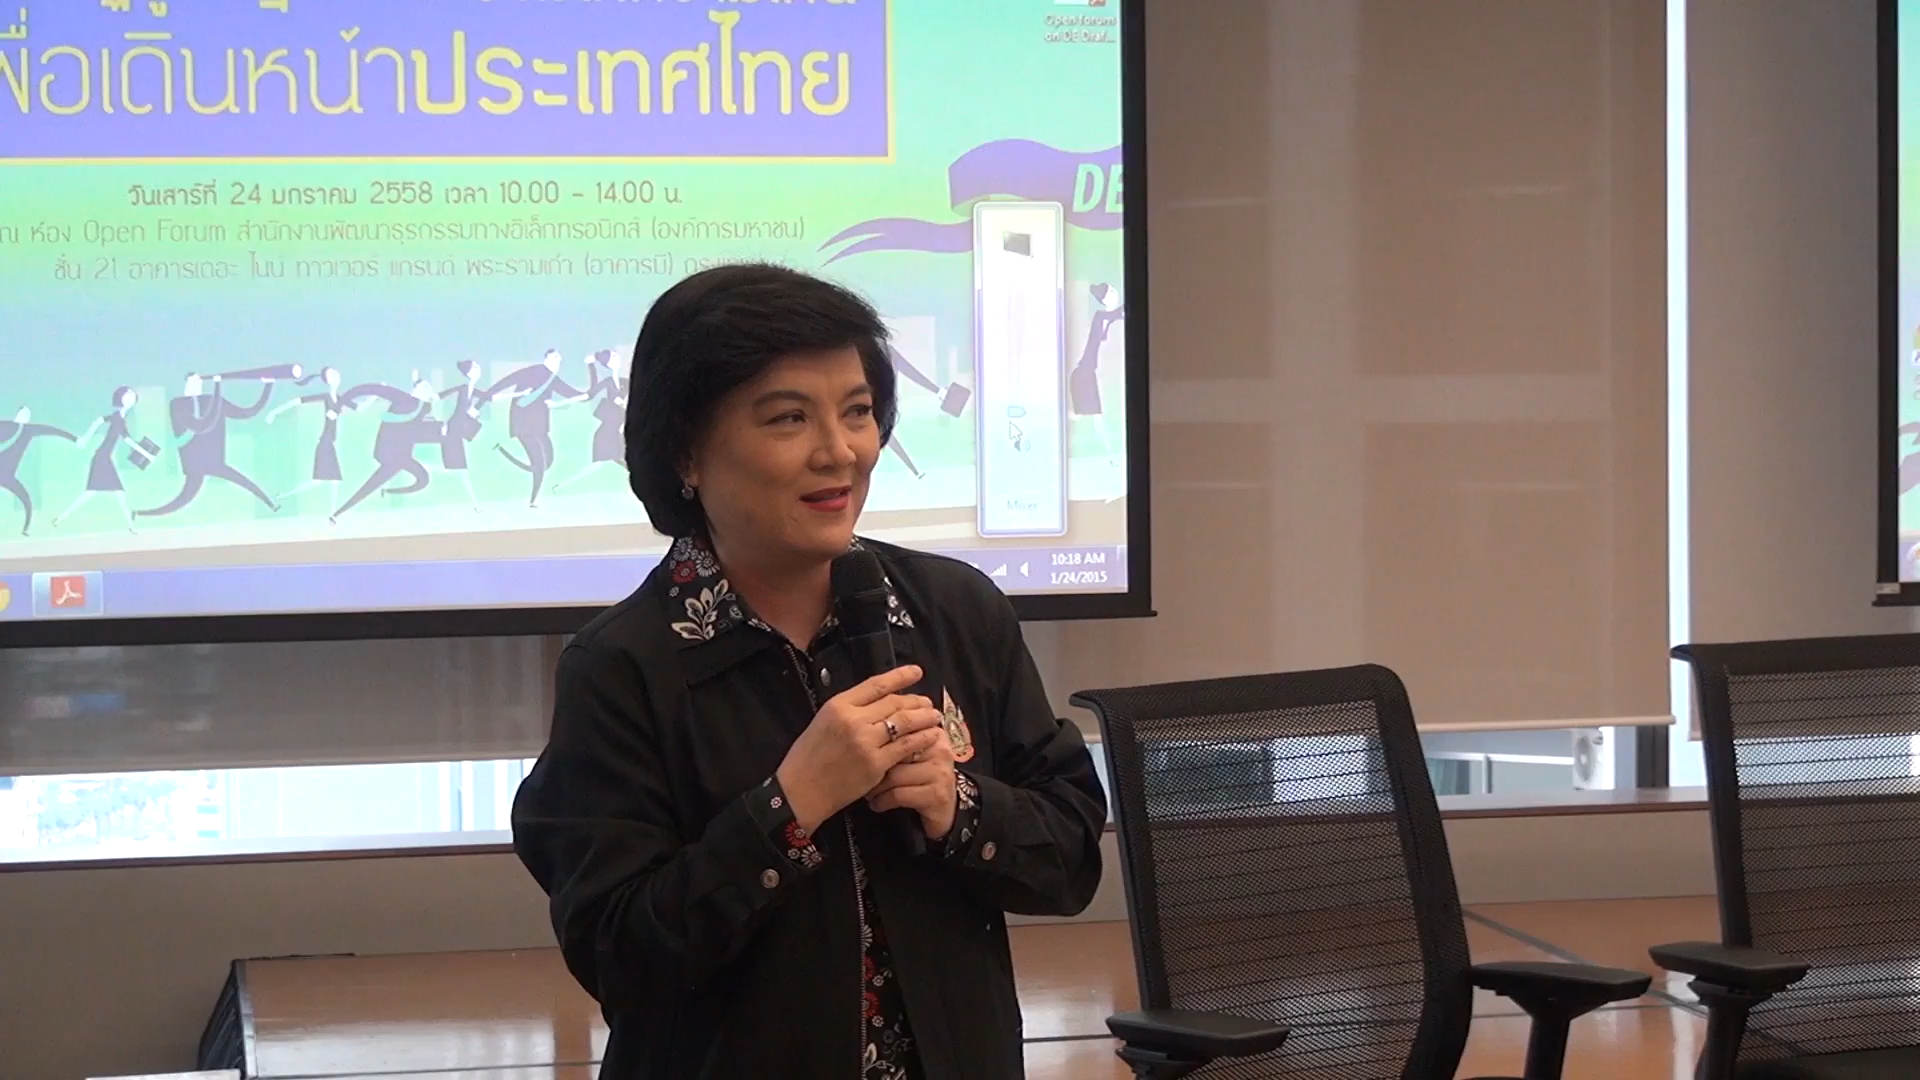 Open forum
on DE Draf...
พื่อเดินหน้าประเทศไทย
DE
วันเสาร์ที่ 24 มกราคม 2558 เวลา 10.00 - 14.00 น.
ณ ห้อง Open Forum สำนักงานพัฒนาธุรกรรมทางอิเล็กทรอนิกส์ (องค์การมหาชน)
ชั้น 21 อาคารเดอะ ไนน์ ทาวเวอร์ แกรนด์ พระรามเก้า (อาคารบี)
Mixer
10:18 AM
1/24/2015